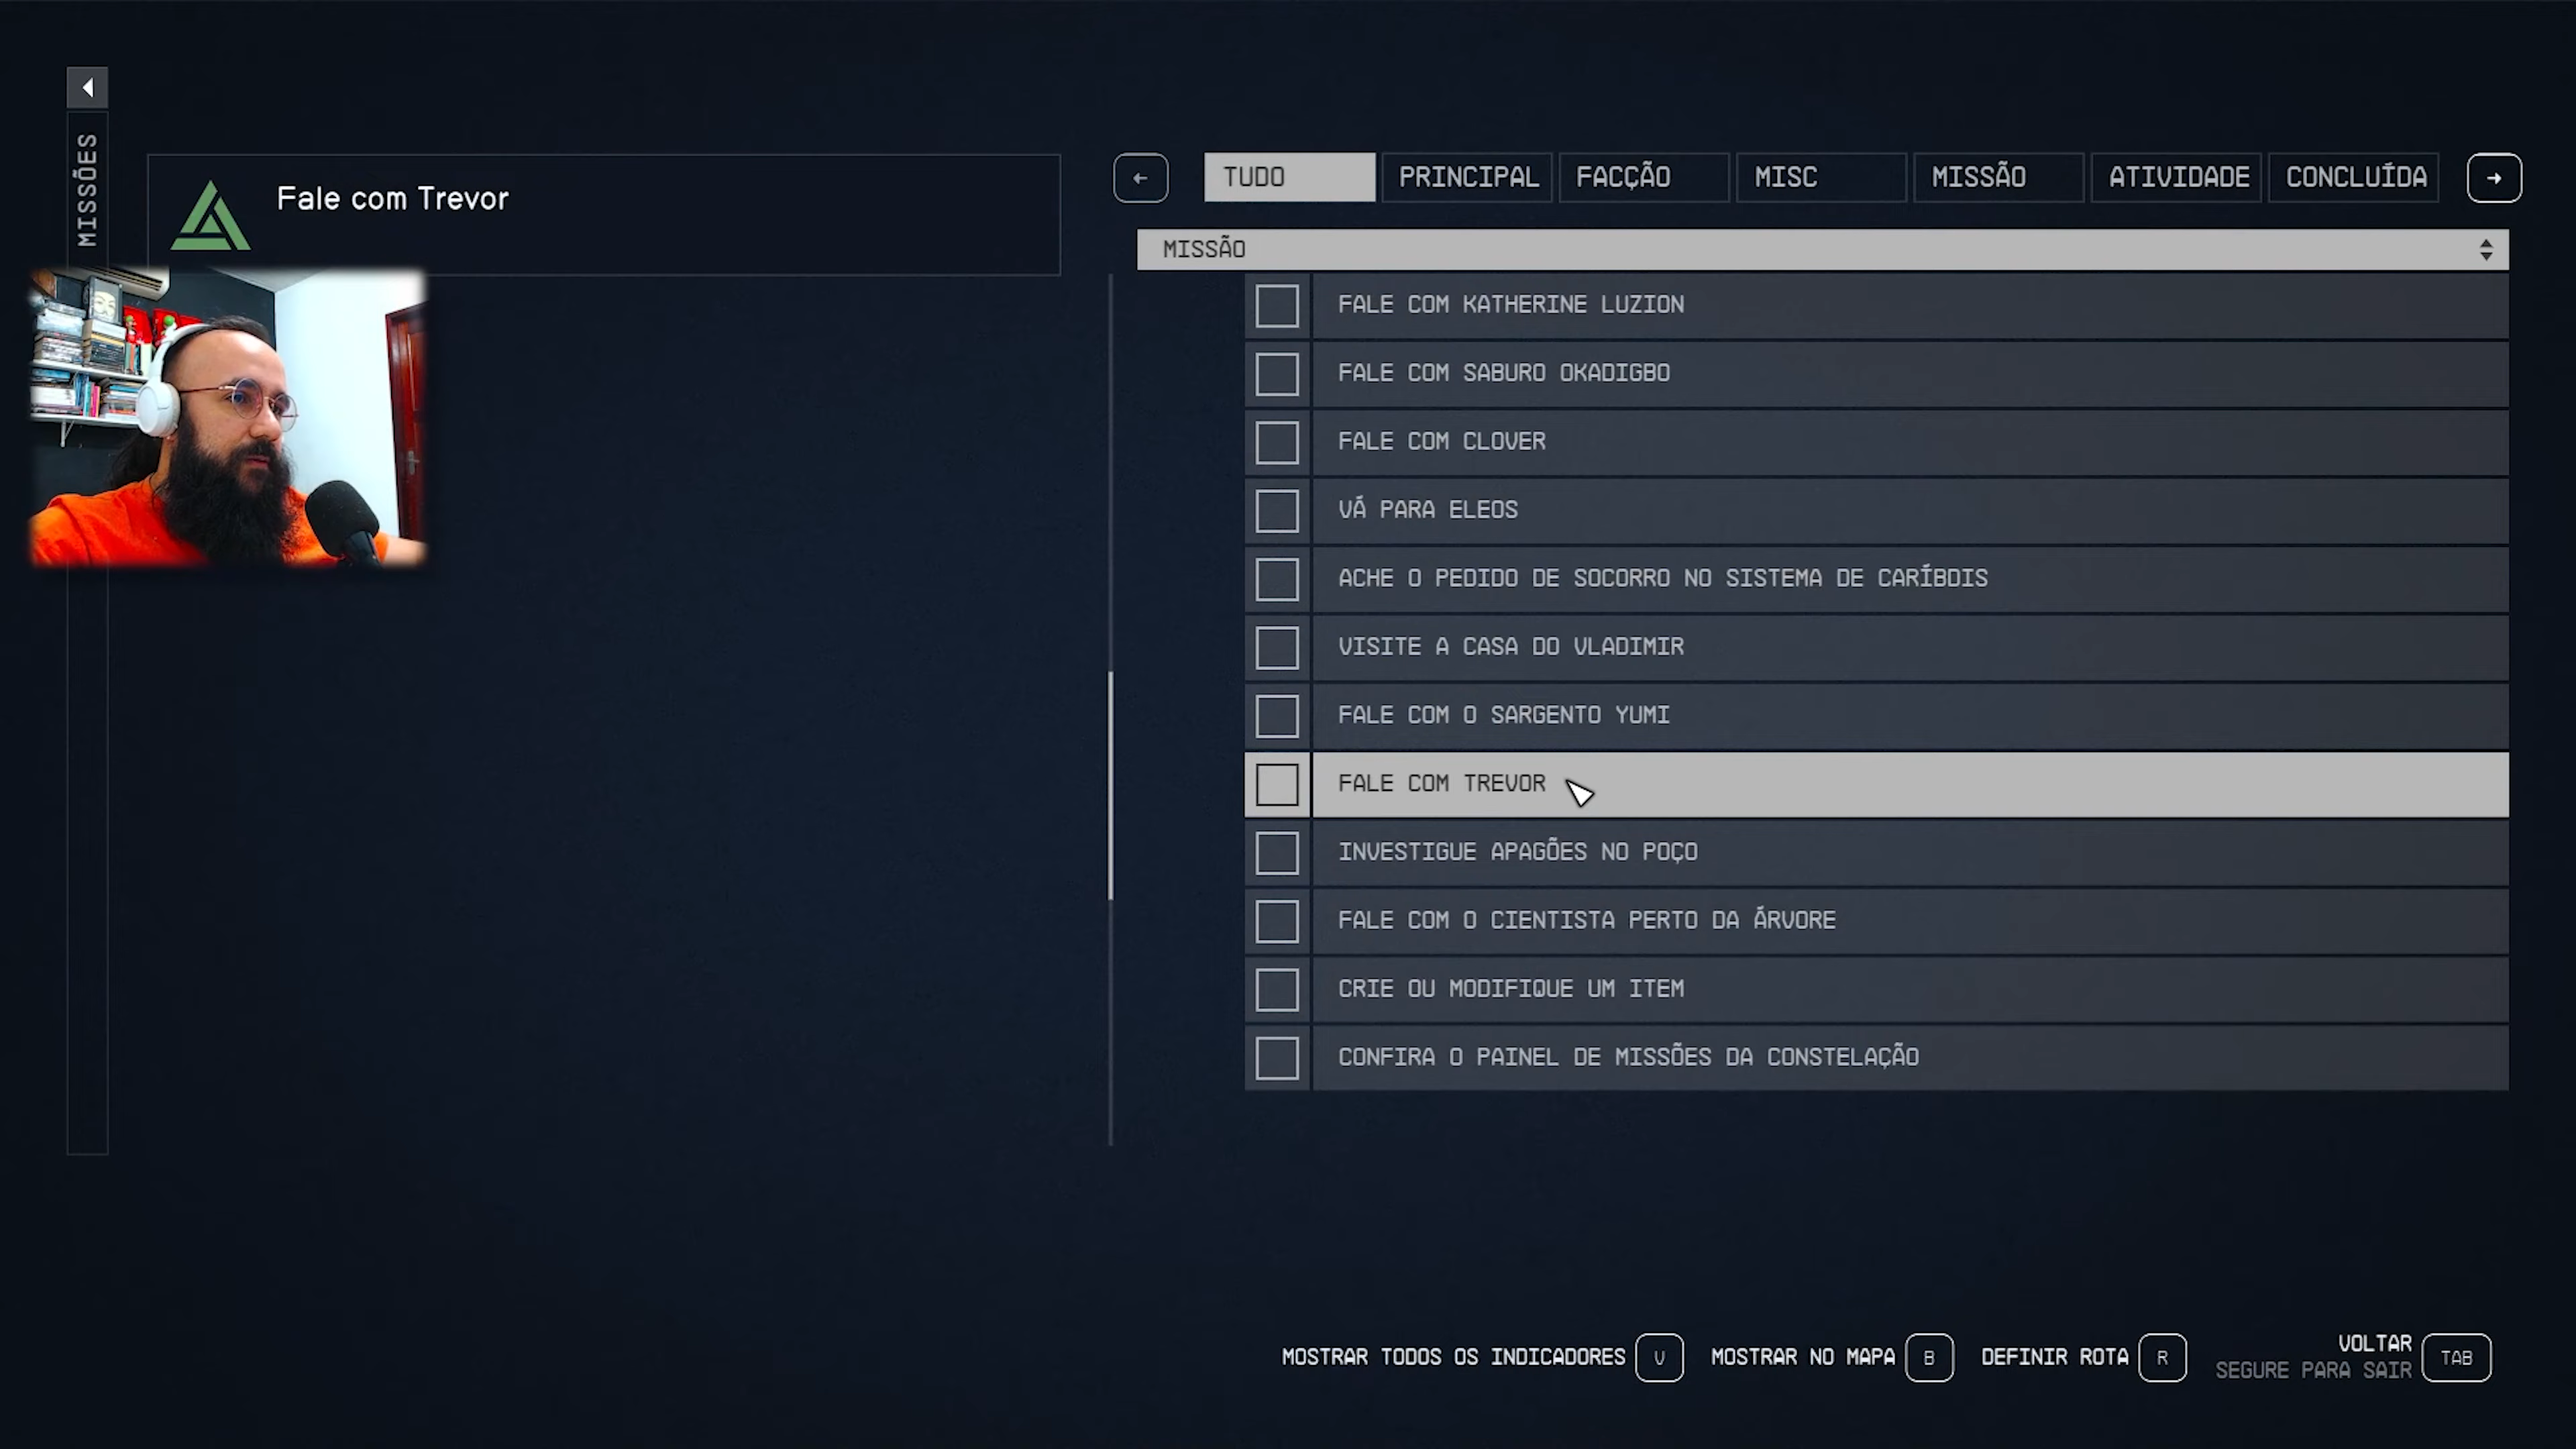 MISSÕES
Fale com Trevor
TUDO
PRINCIPAL
FACÇÃO
MISC
MISSÃO
ATIVIDADE
CONCLUÍDA
MISSÃO
FALE COM KATHERINE LUZION
FALE COM SABURO OKADIGBO
FALE COM CLOVER
VÁ PARA ELEOS
ACHE O PEDIDO DE SOCORRO NO SISTEMA DE CARÍBDIS
VISITE A CASA DO VLADIMIR
FALE COM O SARGENTO YUMI
FALE COM TREVOR
INVESTIGUE APAGÕES NO POÇO
FALE COM O CIENTISTA PERTO DA ÁRVORE
CRIE OU MODIFIQUE UM ITEM
CONFIRA O PAINEL DE MISSÕES DA CONSTELAÇÃO
MOSTRAR TODOS OS INDICADORES V
MOSTRAR NO MAPA B
DEFINIR ROTA R
VOLTAR
SEGURE PARA SAIR
TAB